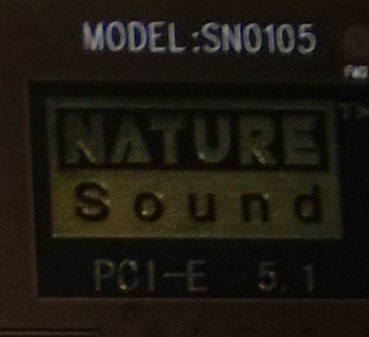 MODEL:SN0105
NATURE
Sound
PCI-E 5.1